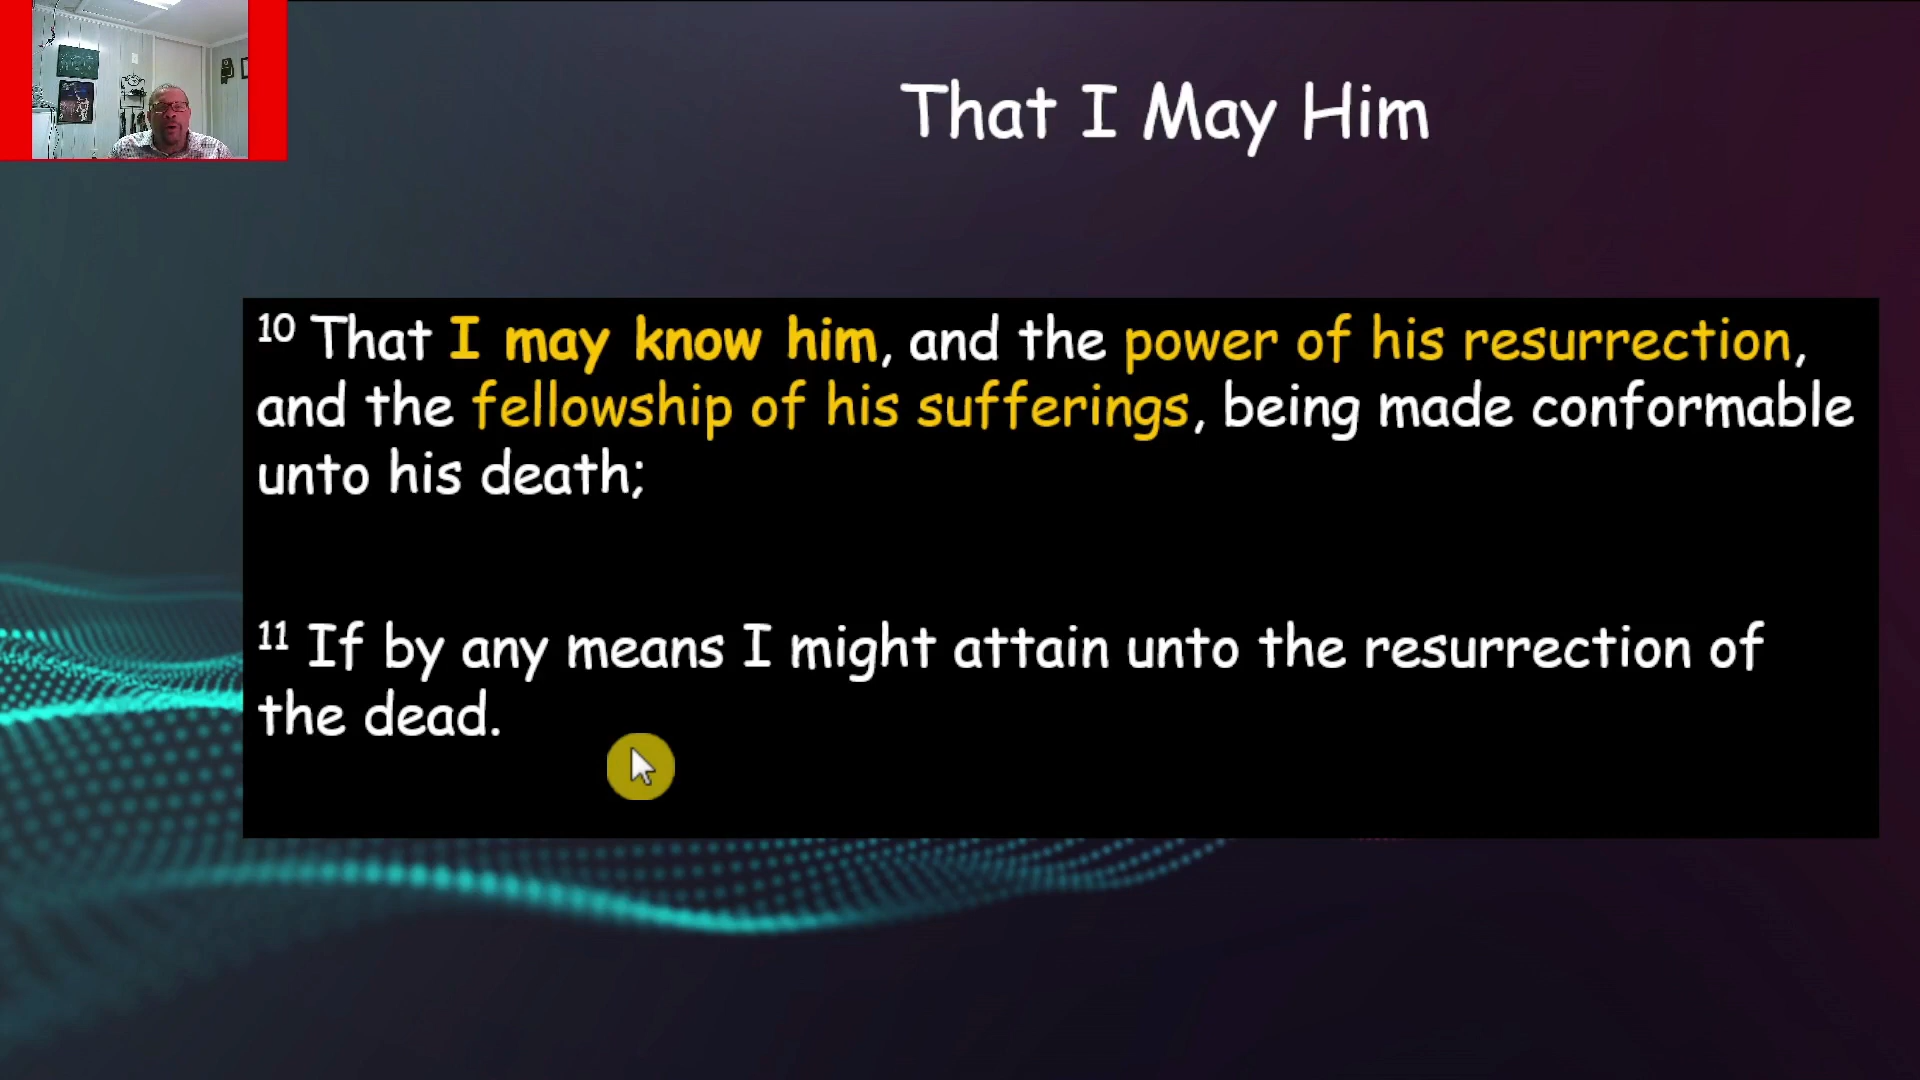 That I May Him
10 That I may know him, and the power of his resurrection,
and the fellowship of his sufferings, being made conformable
unto his death;
11 If by any means I might attain unto the resurrection of
the dead.